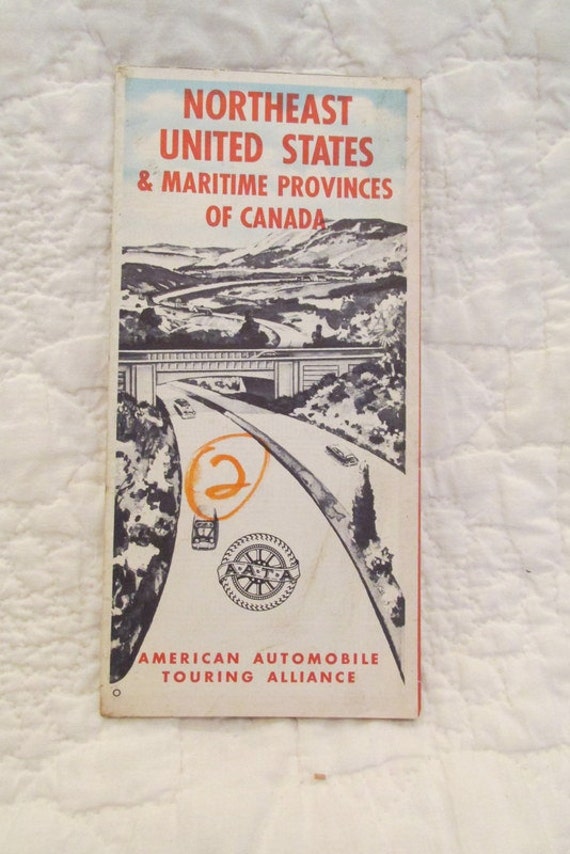 NORTHEAST
UNITED STATES
& MARITIME PROVINCES
OF CANADA
2
A.A.T.A
AMERICAN AUTOMOBILE
TOURING ALLIANCE